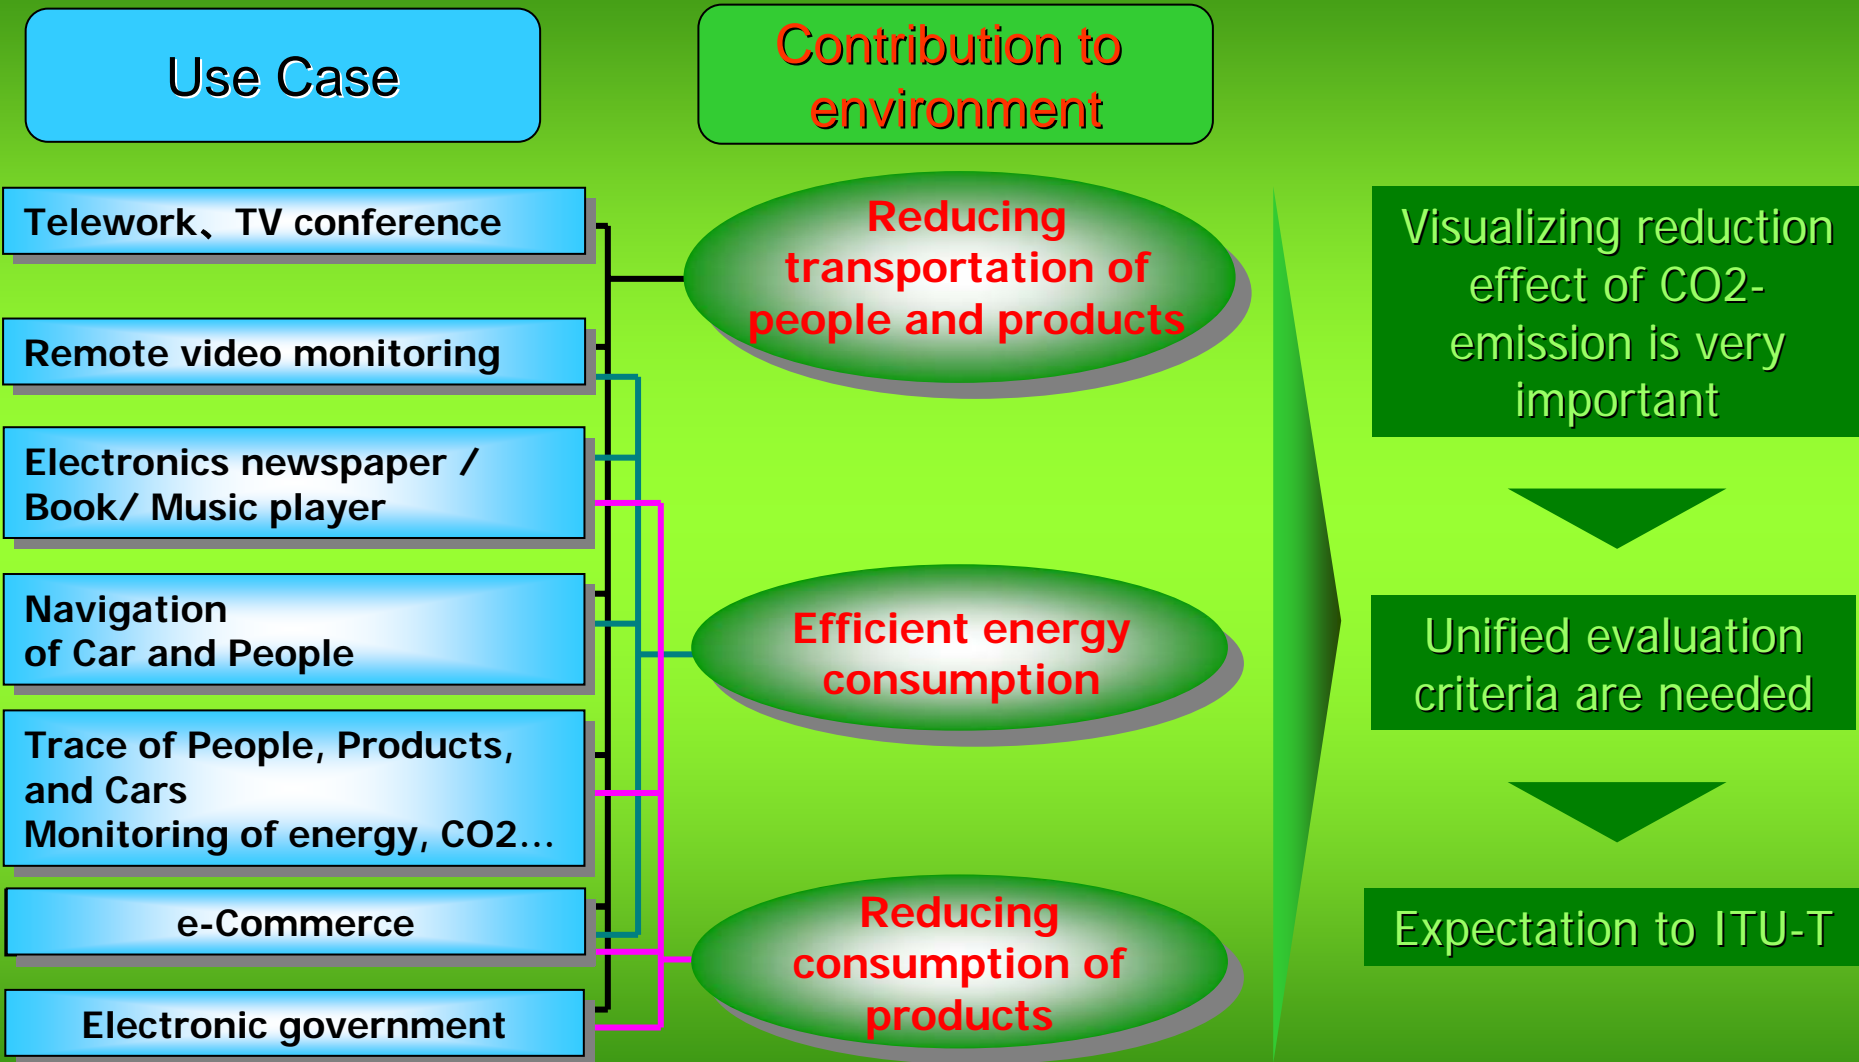 Use Case
Contribution to
environment
Telework、TV conference
Remote video monitoring
Electronics newspaper /
Book/ Music player
Navigation
of Car and People
Trace of People, Products,
and Cars
Monitoring of energy, CO2...
e-Commerce
Electronic government
Reducing
transportation of
people and products
Efficient energy
consumption
Reducing
consumption of
products
Visualizing reduction
effect of CO2-
emission is very
important
Unified evaluation
criteria are needed
Expectation to ITU-T